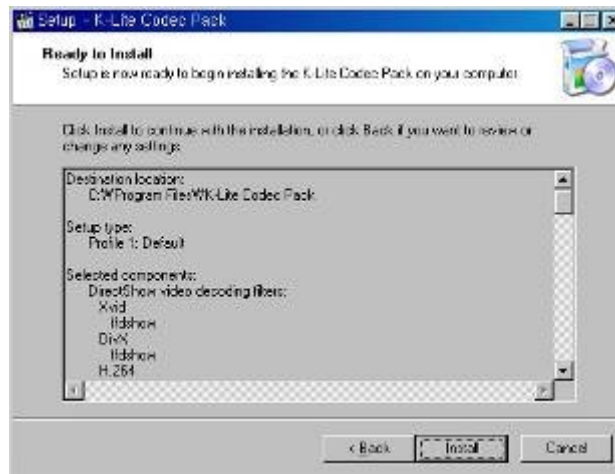 Setup - K-Lite Codec Pack
Ready to Install
Setup is now ready to begin installing the K-Lite Codec Pack on your computer.
Click Install to continue with the installation, or click Back if you want to review or
change any settings.
Destination location:
C:₩Program Files₩K-Lite Codec Pack
Setup type:
Profile 1: Default
Selected components:
DirectShow video decoding filters:
Xvid
ffdshow
DivX
ffdshow
H.264
< Back
Install
Cancel